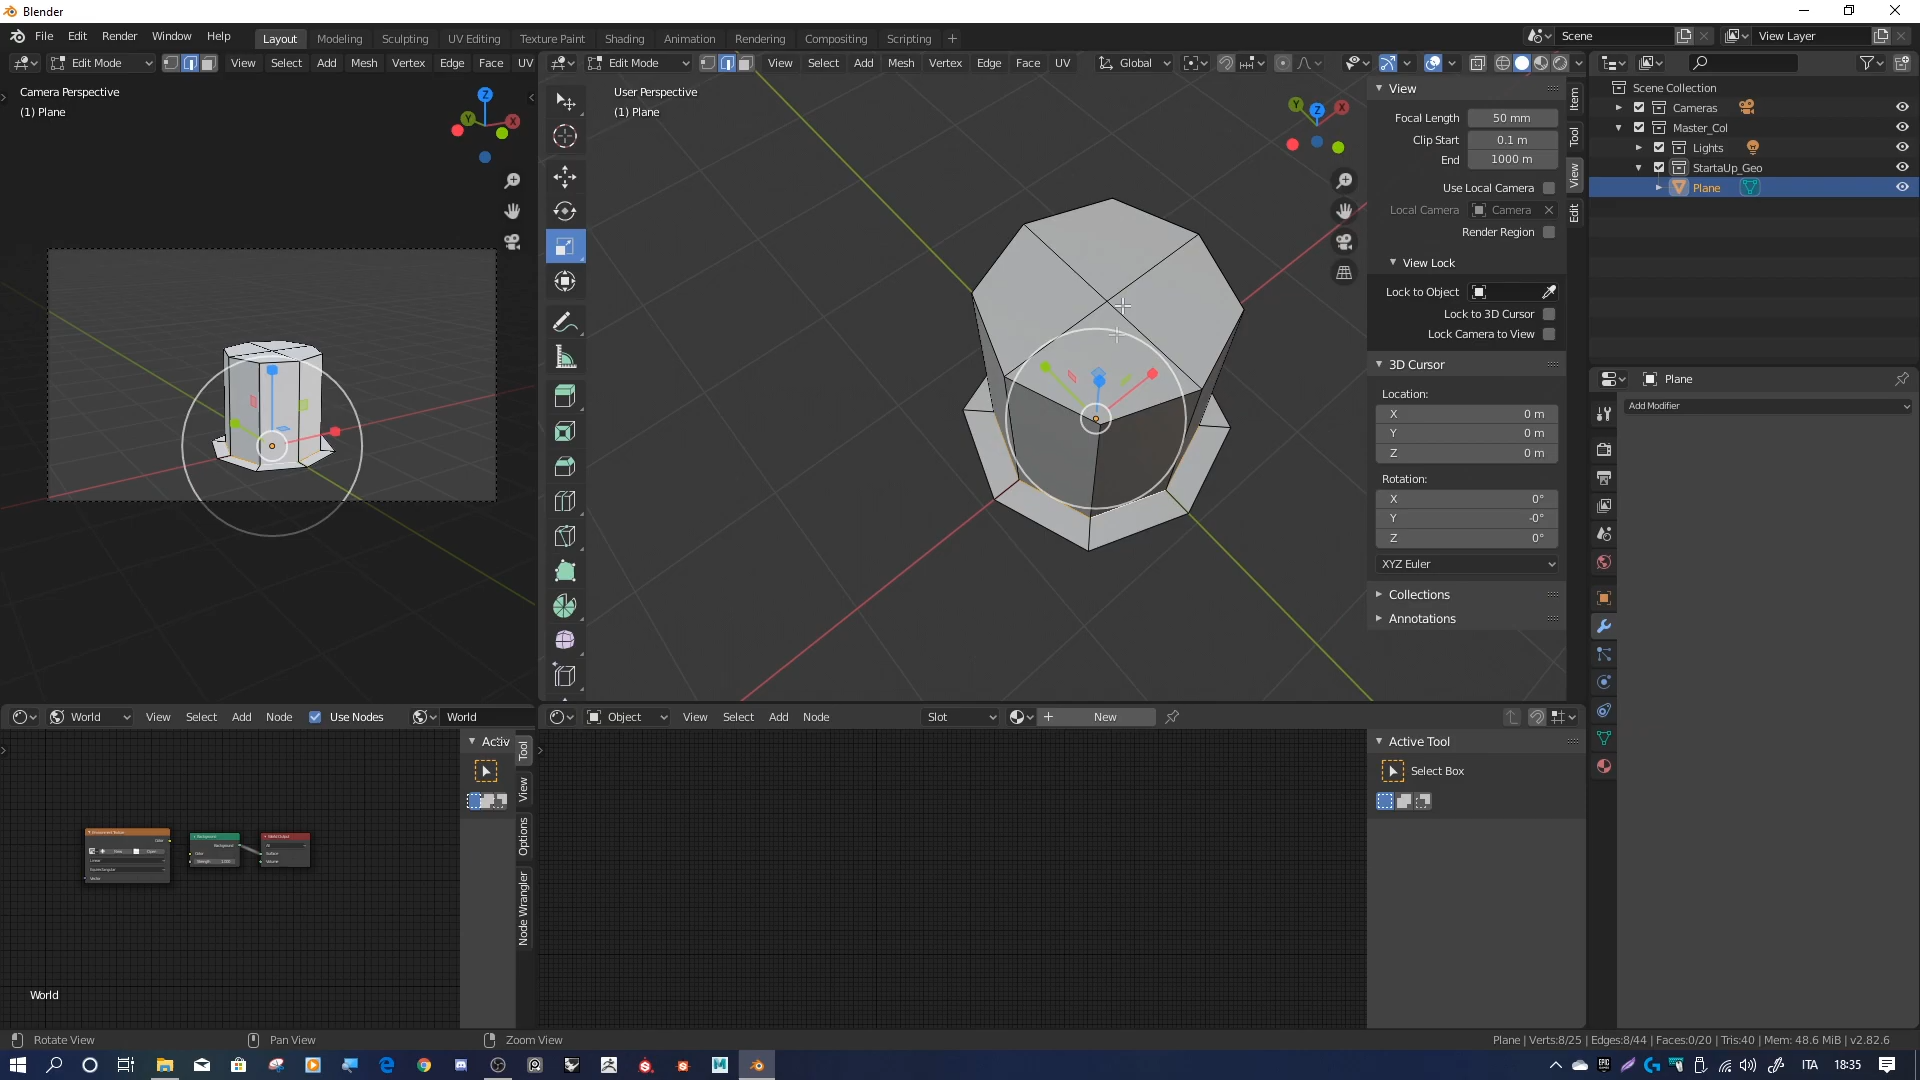 Blender
File Edit Render Window Help
Layout Modeling Sculpting UV Editing Texture Paint Shading Animation Rendering Compositing Scripting +
Scene View Layer
Edit Mode View Select Add Mesh Vertex Edge Face UV
Edit Mode View Select Add Mesh Vertex Edge Face UV Global
Camera Perspective
(1) Plane
Z
Y
X
User Perspective
(1) Plane
Y
Z
X
View
Focal Length 50 mm
Clip Start 0.1 m
End 1000 m
Use Local Camera
Local Camera Camera
Render Region
View Lock
Lock to Object
Lock to 3D Cursor
Lock Camera to View
3D Cursor
Location:
X 0 m
Y 0 m
Z 0 m
Rotation:
X 0°
Y -0°
Z 0°
XYZ Euler
Collections
Annotations
Item
Tool
View
Edit
Scene Collection
Cameras
Master_Col
Lights
StartaUp_Geo
Plane
Plane
Add Modifier
World View Select Add Node Use Nodes World
Object View Select Add Node Slot New
Activ
Tool
View
Options
Node Wrangler
World
Active Tool
Select Box
Rotate View Pan View Zoom View
Plane | Verts:8/25 | Edges:8/44 | Faces:0/20 | Tris:40 | Mem: 48.6 MiB | v2.82.6
ITA 18:35